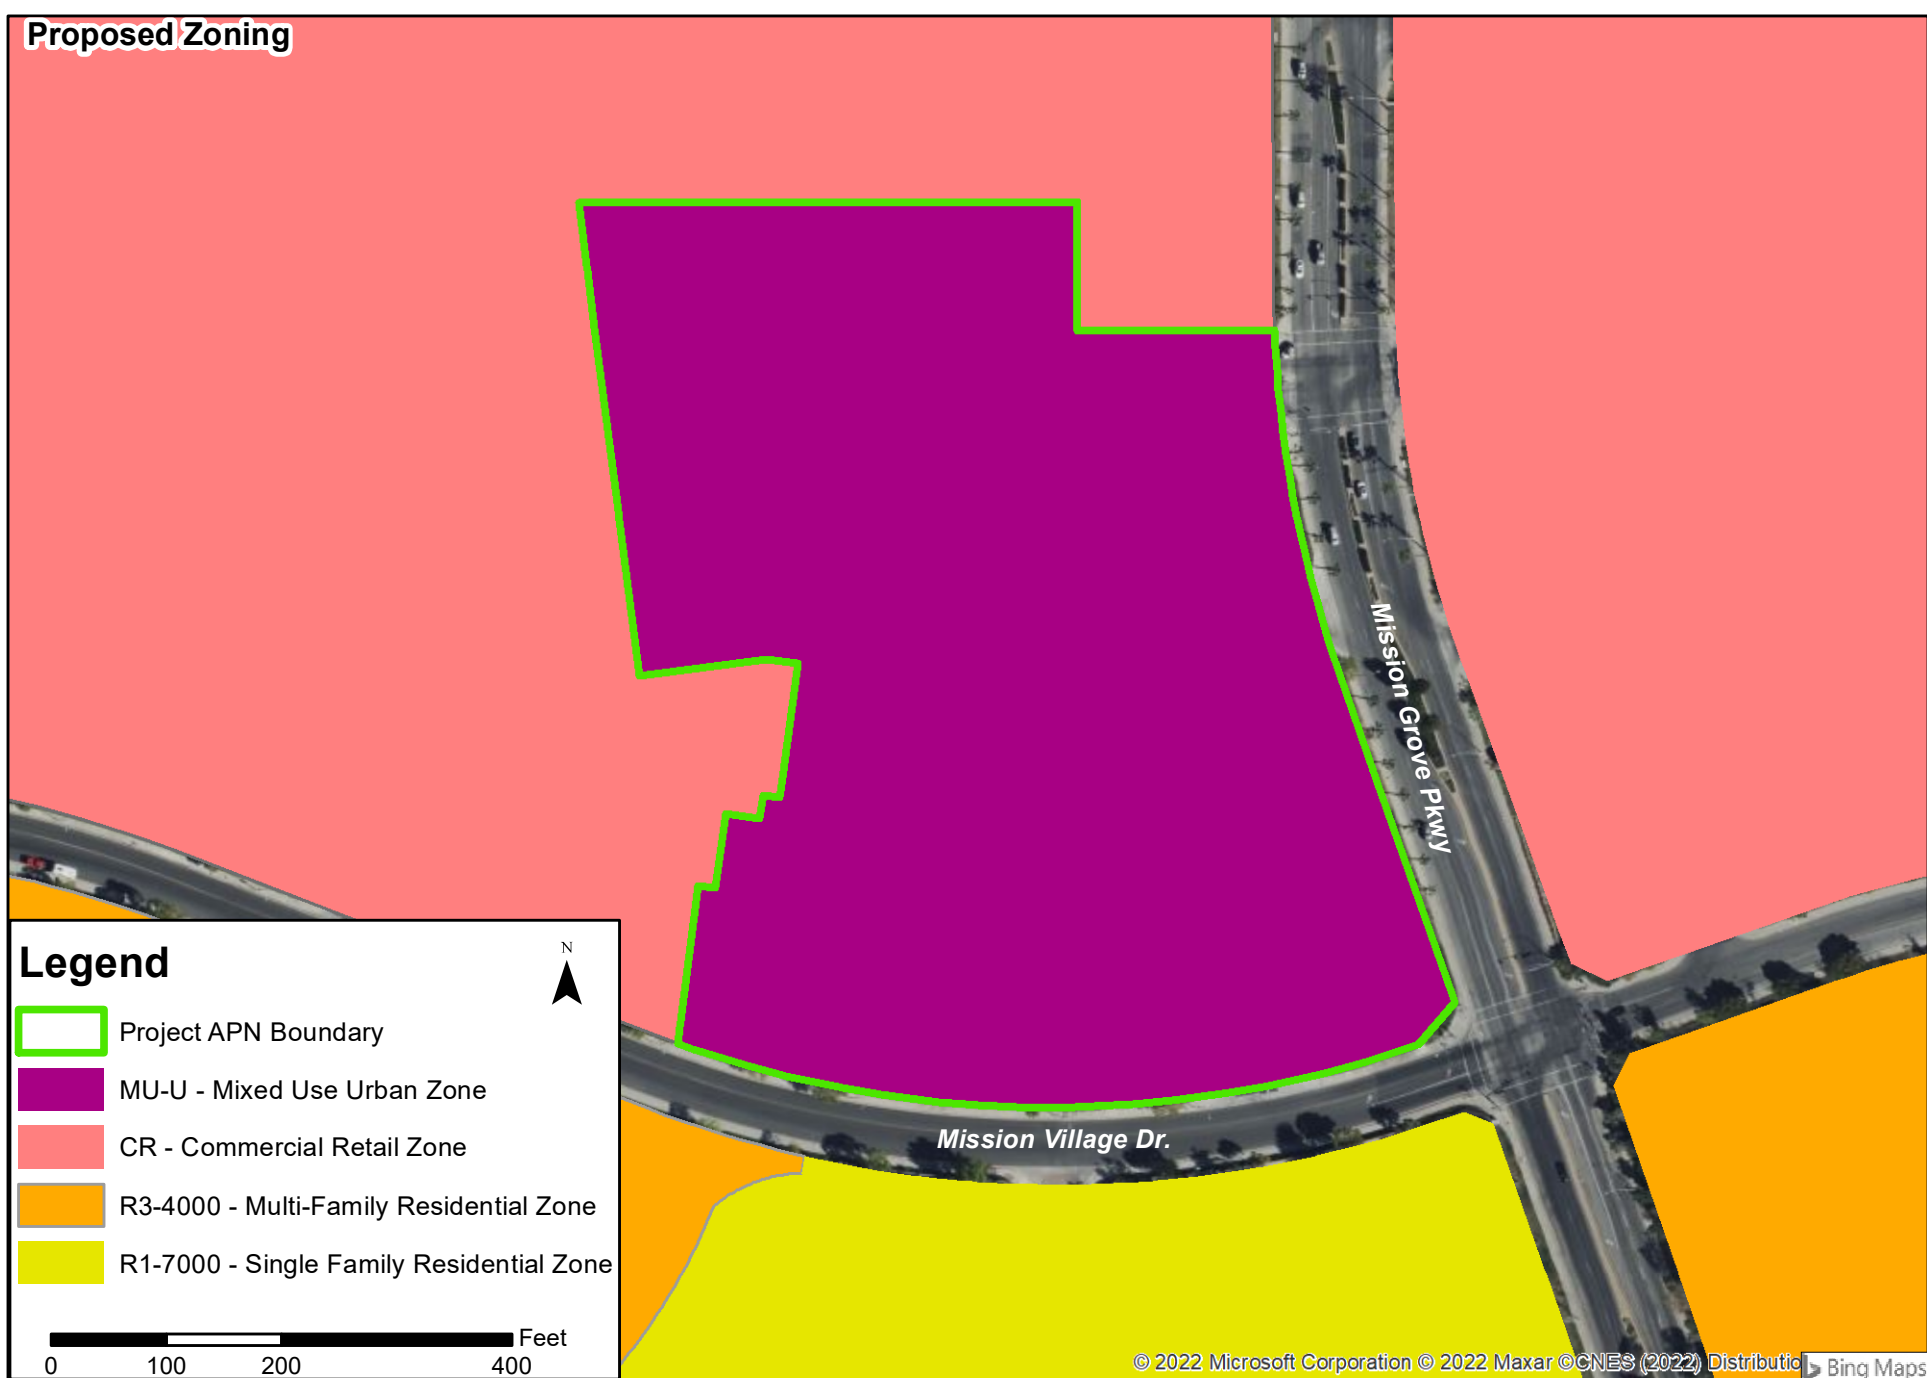 Proposed Zoning
Mission Grove Pkwy
Mission Village Dr.
Legend
N
Project APN Boundary
MU-U - Mixed Use Urban Zone
CR - Commercial Retail Zone
R3-4000 - Multi-Family Residential Zone
R1-7000 - Single Family Residential Zone
Feet
0 100 200 400
© 2022 Microsoft Corporation © 2022 Maxar ©CNES (2022) Distributio
Bing Maps